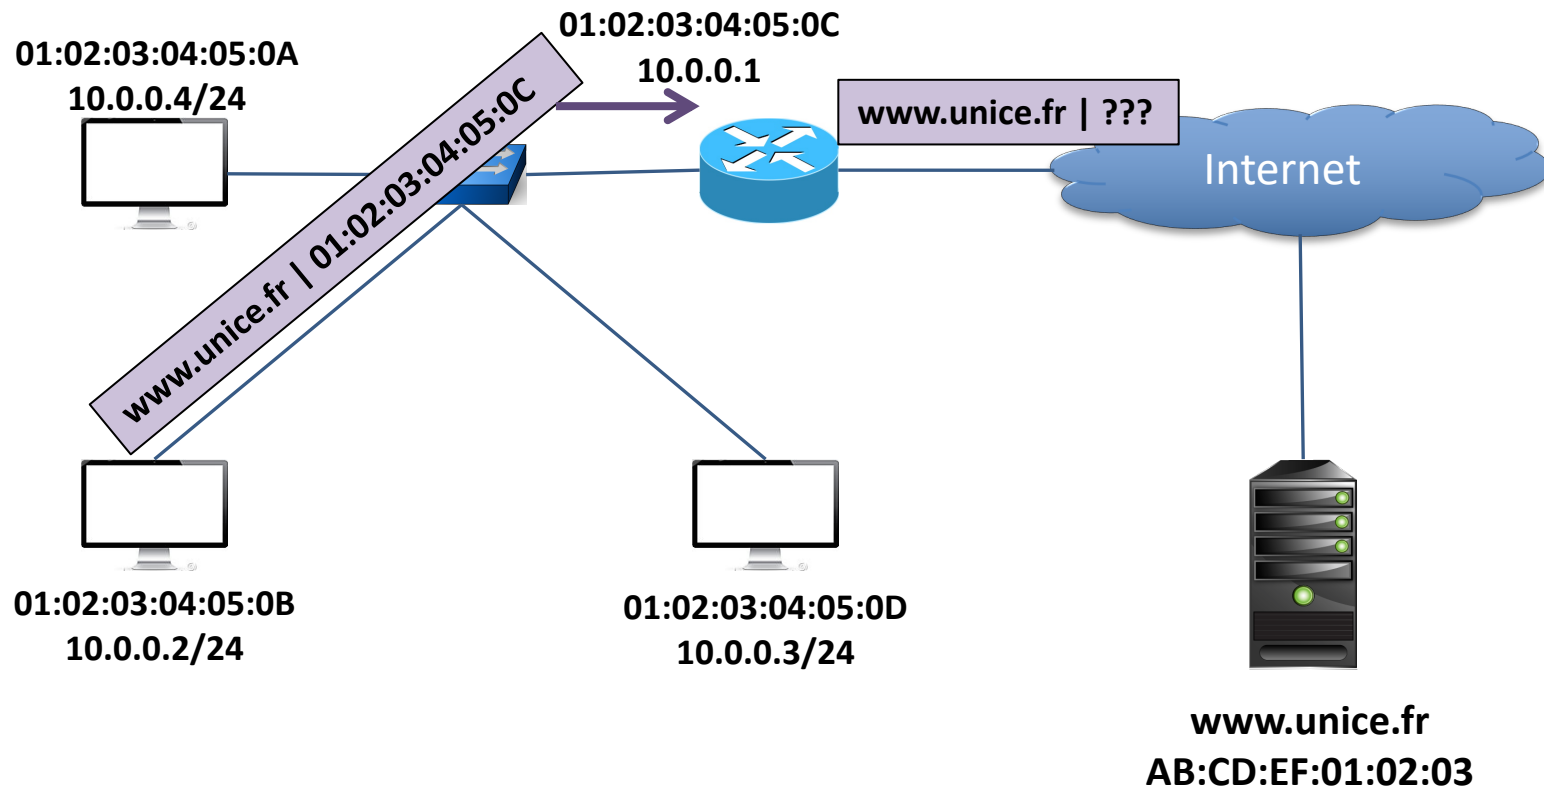 01:02:03:04:05:0A
10.0.0.4/24
01:02:03:04:05:0C
10.0.0.1
www.unice.fr | 01:02:03:04:05:0C
www.unice.fr | ???
Internet
01:02:03:04:05:0B
10.0.0.2/24
01:02:03:04:05:0D
10.0.0.3/24
www.unice.fr
AB:CD:EF:01:02:03